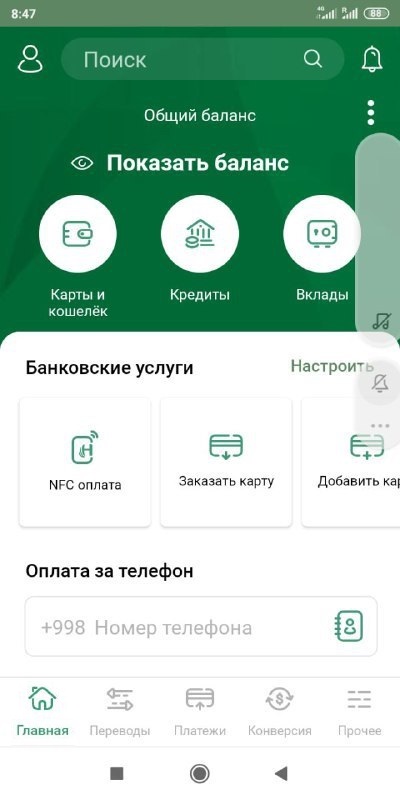 8:47
4G
R
88
Поиск
Общий баланс
Показать баланс
Карты и
кошелёк
Кредиты
Вклады
Банковские услуги
Настроить
NFC оплата
Заказать карту
Добавить кар
Оплата за телефон
+998 Номер телефона
Главная
Переводы
Платежи
Конверсия
Прочее